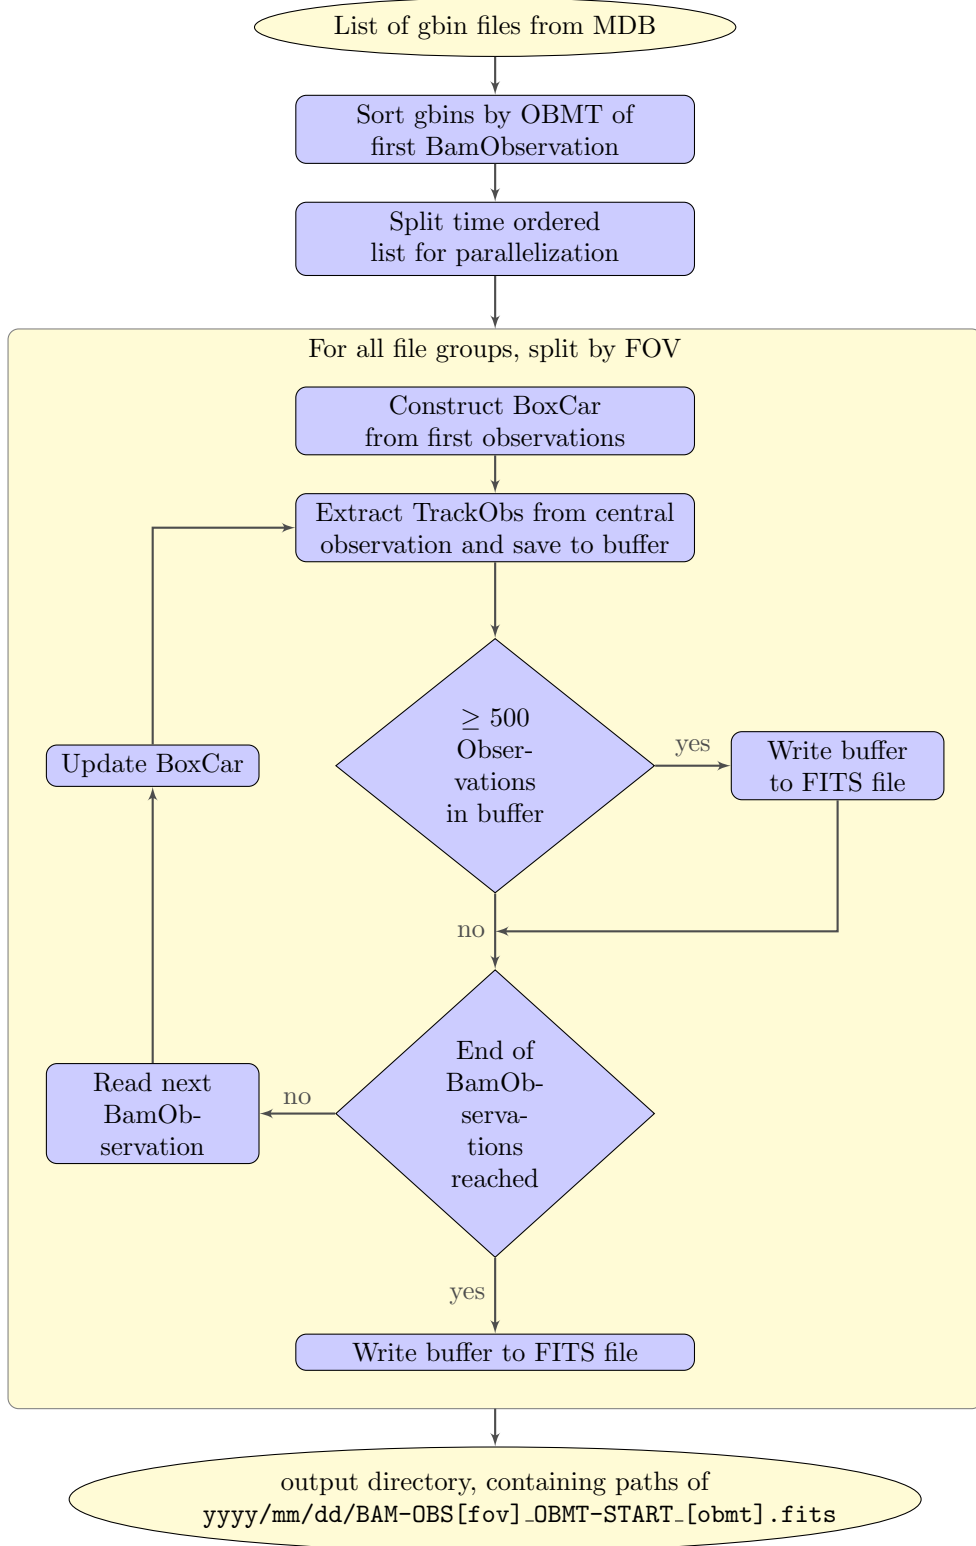 List of gbin files from MDB
Sort gbins by OBMT of
first BamObservation
Split time ordered
list for parallelization
For all file groups, split by FOV
Construct BoxCar
from first observations
Extract TrackObs from central
observation and save to buffer
≥ 500
Obser-
vations
in buffer
yes
Write buffer
to FITS file
Update BoxCar
no
End of
BamOb-
serva-
tions
reached
no
Read next
BamOb-
servation
yes
Write buffer to FITS file
output directory, containing paths of
yyyy/mm/dd/BAM-OBS[fov]_OBMT-START_[obmt].fits